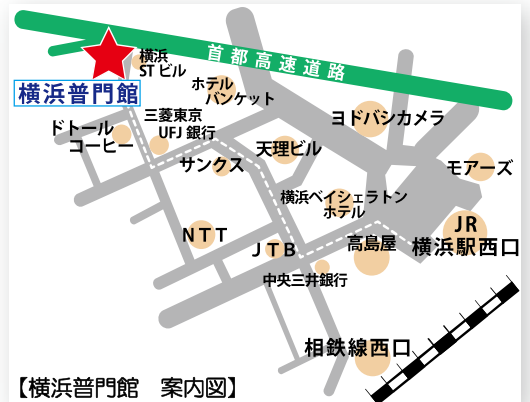 首都高速道路
横浜
STビル
横浜普門館
ホテル
バンケット
三菱東京
UFJ 銀行
ドトール
コーヒー
ヨドバシカメラ
サンクス
天理ビル
モアーズ
横浜ベイシェラトン
ホテル
NTT
JTB
高島屋
JR
横浜駅西口
中央三井銀行
相鉄線西口
【横浜普門館　案内図】